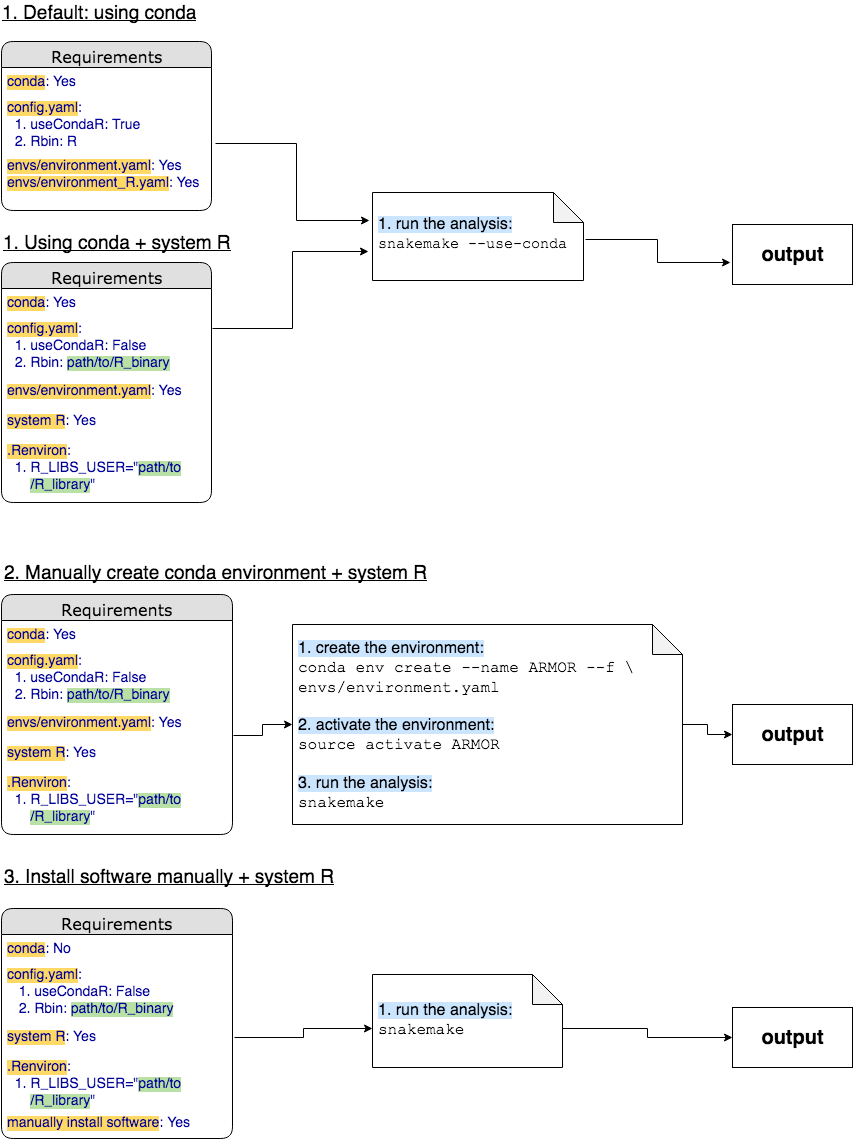 1. Default: using conda
Requirements
conda: Yes
config.yaml:
1. useCondaR: True
2. Rbin: R
envs/environment.yaml: Yes
envs/environment_R.yaml: Yes
1. run the analysis:
snakemake --use-conda
output
1. Using conda + system R
Requirements
conda: Yes
config.yaml:
1. useCondaR: False
2. Rbin: path/to/R_binary
envs/environment.yaml: Yes
system R: Yes
.Renviron:
1. R_LIBS_USER="path/to
/R_library"
2. Manually create conda environment + system R
Requirements
conda: Yes
config.yaml:
1. useCondaR: False
2. Rbin: path/to/R_binary
envs/environment.yaml: Yes
system R: Yes
.Renviron:
1. R_LIBS_USER="path/to
/R_library"
1. create the environment:
conda env create --name ARMOR --f \
envs/environment.yaml
2. activate the environment:
source activate ARMOR
3. run the analysis:
snakemake
output
3. Install software manually + system R
Requirements
conda: No
config.yaml:
1. useCondaR: False
2. Rbin: path/to/R_binary
system R: Yes
.Renviron:
1. R_LIBS_USER="path/to
/R_library"
manually install software: Yes
1. run the analysis:
snakemake
output